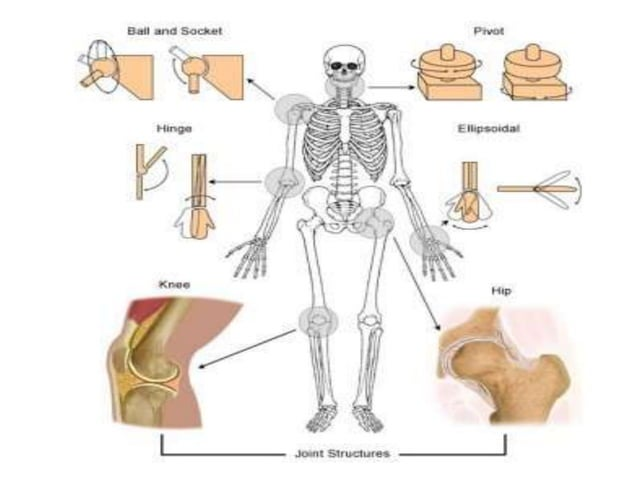 Ball and Socket
Pivot
Hinge
Ellipsoidal
Knee
Hip
Joint Structures